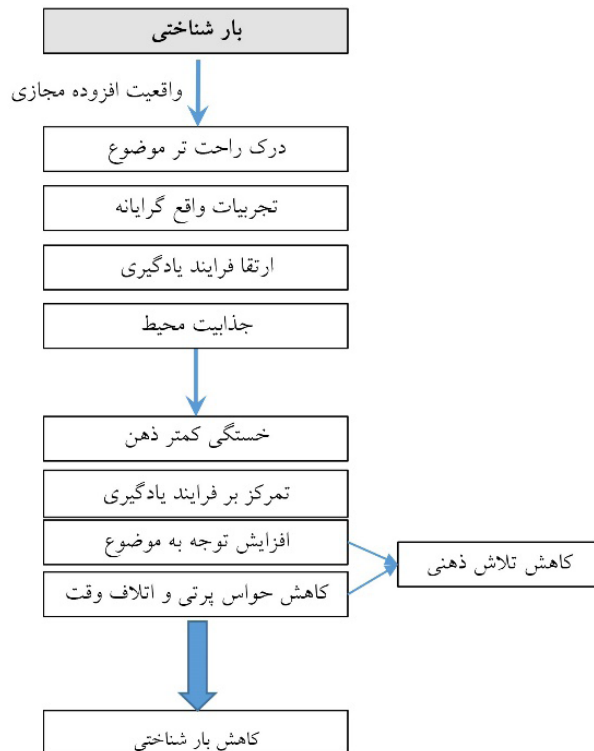 بار شناختی
واقعیت افزوده مجازی
درک راحت تر موضوع
تجربیات واقع گرایانه
ارتقا فرایند یادگیری
جذابیت محیط
خستگی کمتر ذهن
تمرکز بر فرایند یادگیری
افزایش توجه به موضوع
کاهش تلاش ذهنی
کاهش حواس پرتی و اتلاف وقت
کاهش بار شناختی